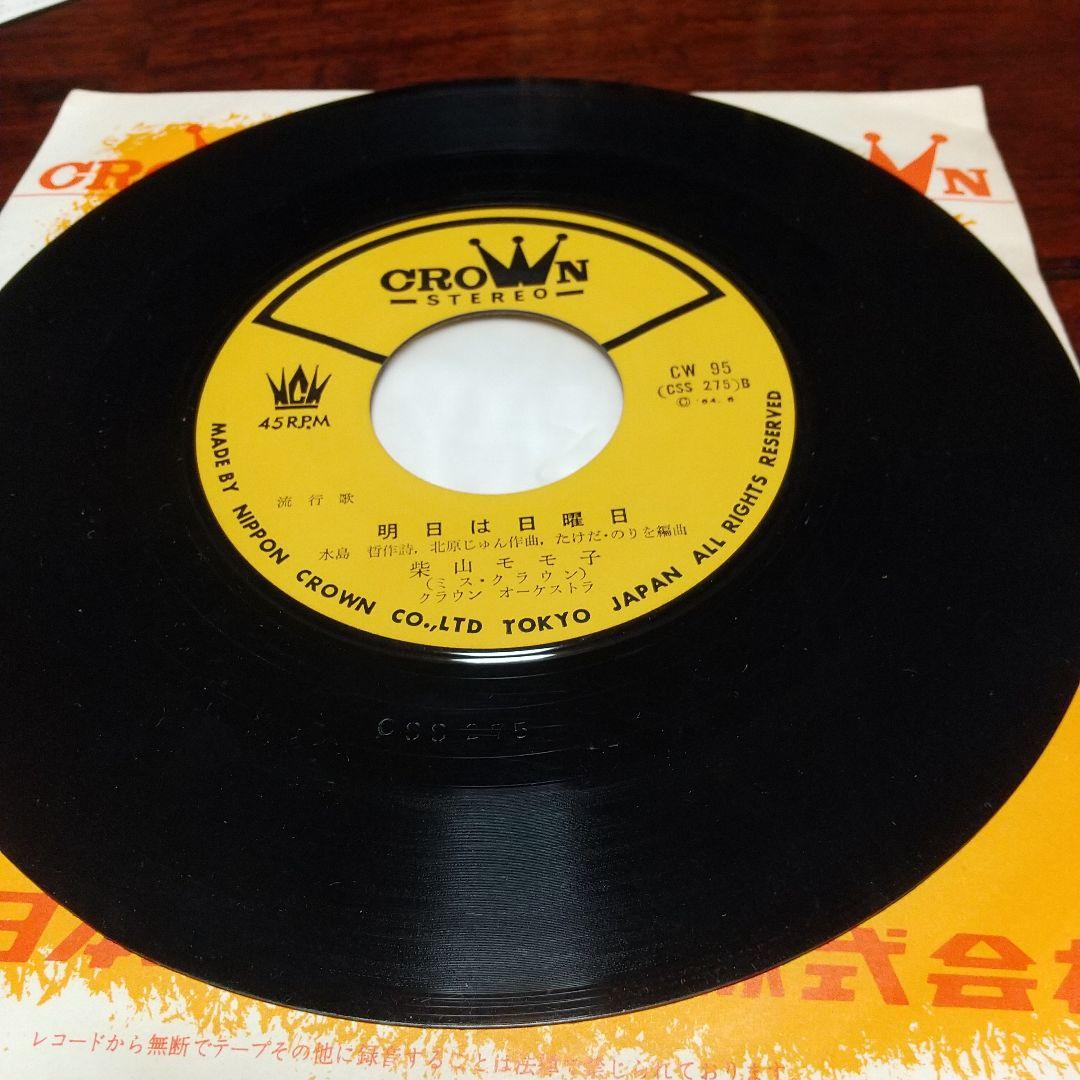 CROWN
CROWN
STEREO
45 R.P.M
CW 95
(CSS 275) B
© '64. 6
流行歌
明日は日曜日
水島 哲作詩, 北原じゅん作曲, たけだ・のりを編曲
柴山モモ子
(ミス・クラウン)
クラウン オーケストラ
MADE BY NIPPON CROWN CO.,LTD TOKYO JAPAN ALL RIGHTS RESERVED
CSS 275
式会
レコードから無断でテープその他に録音することは法律で禁じられております